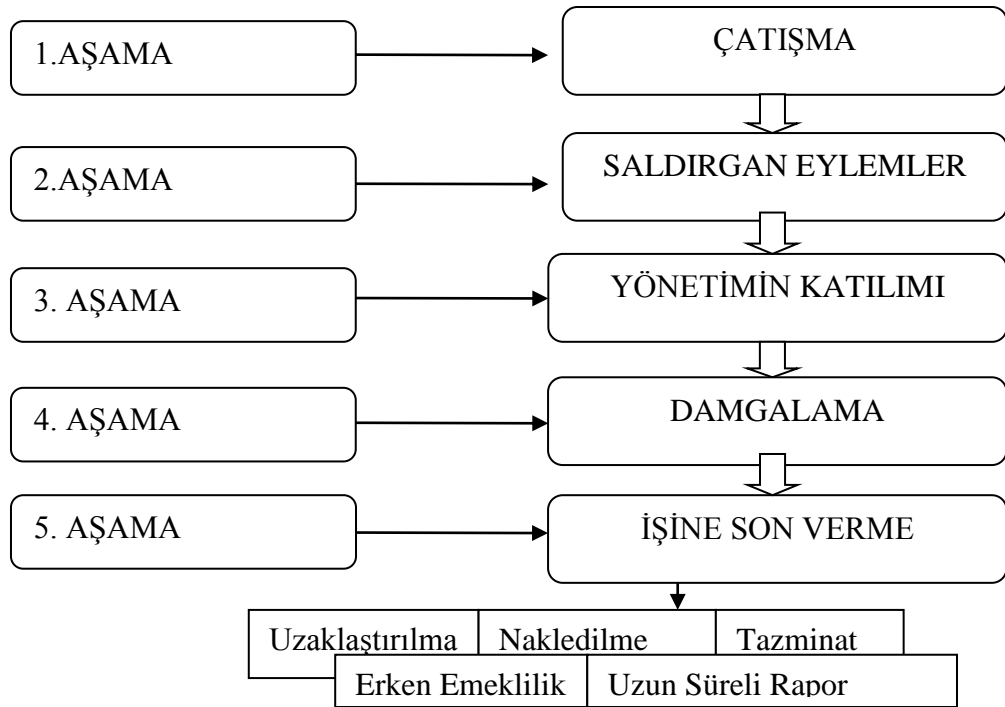 1.AŞAMA
ÇATIŞMA
2.AŞAMA
SALDIRGAN EYLEMLER
3. AŞAMA
YÖNETİMİN KATILIMI
4. AŞAMA
DAMGALAMA
5. AŞAMA
İŞİNE SON VERME
Uzaklaştırılma
Nakledilme
Tazminat
Erken Emeklilik
Uzun Süreli Rapor